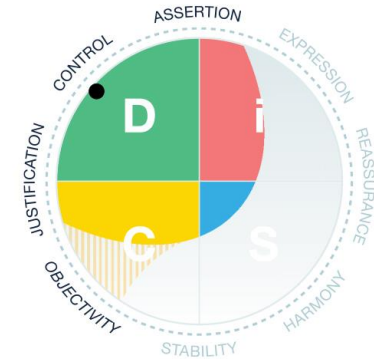 ASSERTION
EXPRESSION
CONTROL
D
i
REASSURANCE
JUSTIFICATION
C
S
OBJECTIVITY
HARMONY
STABILITY